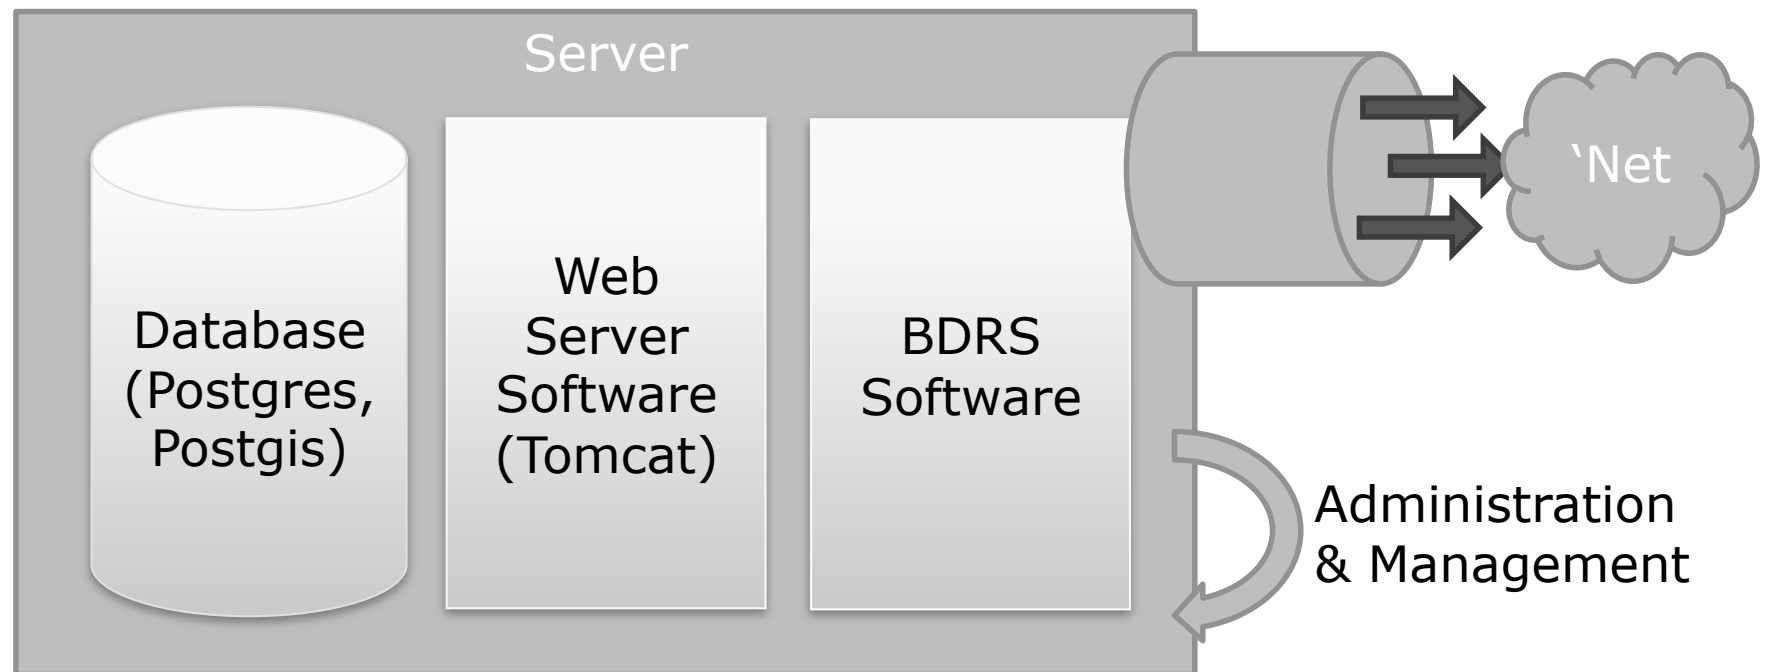 Server
Database
(Postgres,
Postgis)
Web
Server
Software
(Tomcat)
BDRS
Software
‵Net
Administration
& Management